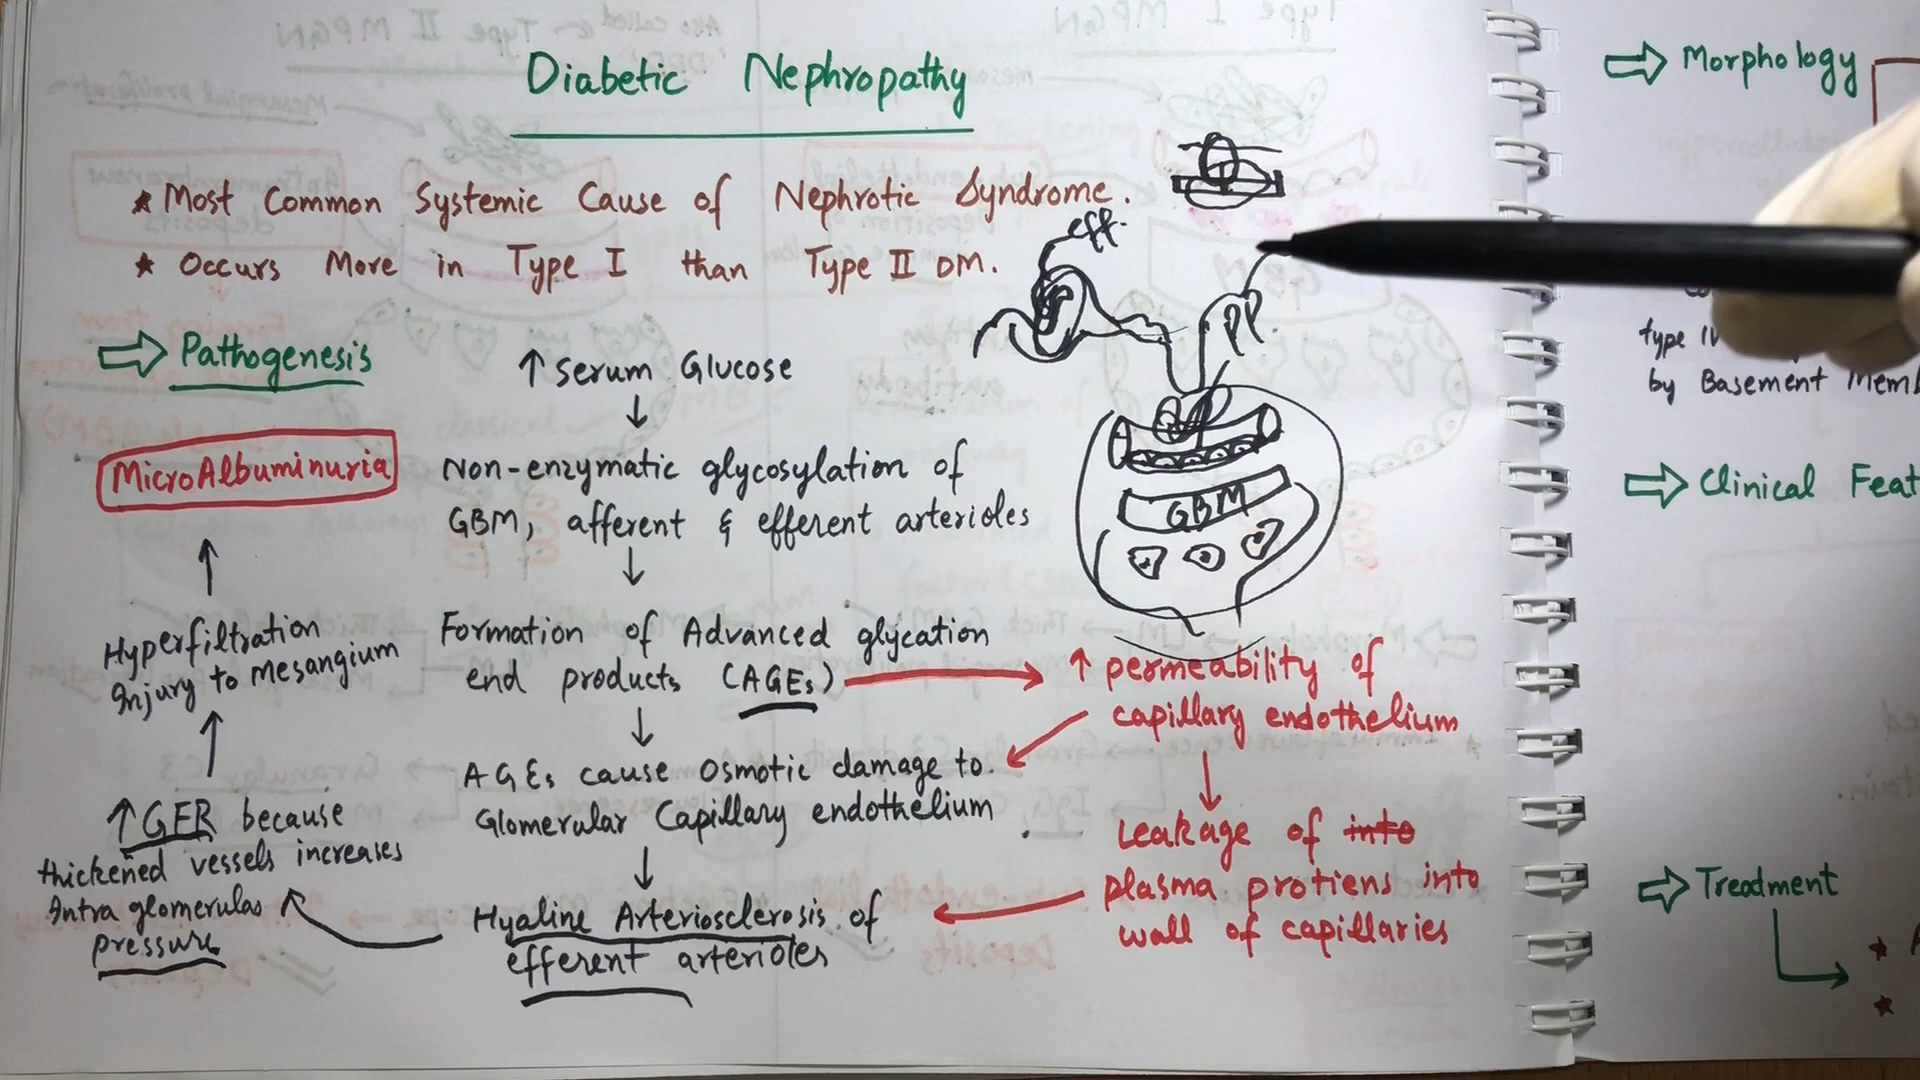 Diabetic Nephropathy
★ Most Common Systemic Cause of Nephrotic Syndrome.
★ Occurs More in Type I than Type II DM.
Pathogenesis
↑ serum Glucose
↓
Non-enzymatic glycosylation of
GBM, afferent & efferent arterioles
↓
Formation of Advanced glycation
end products (AGEs)
↓
AGEs cause Osmotic damage to
Glomerular Capillary endothelium
↓
Hyaline Arteriosclerosis of
efferent arterioles
↑ permeability of
capillary endothelium
↓
Leakage of into
plasma protiens into
wall of capillaries
↑ GFR because
thickened vessels increases
Intra glomerular
pressure
↑
Hyperfiltration
Injury to Mesangium
↑
MicroAlbuminuria
eff.
GBM
Morphology
type IV
by Basement Memb
Clinical Feat
Treatment
★
★